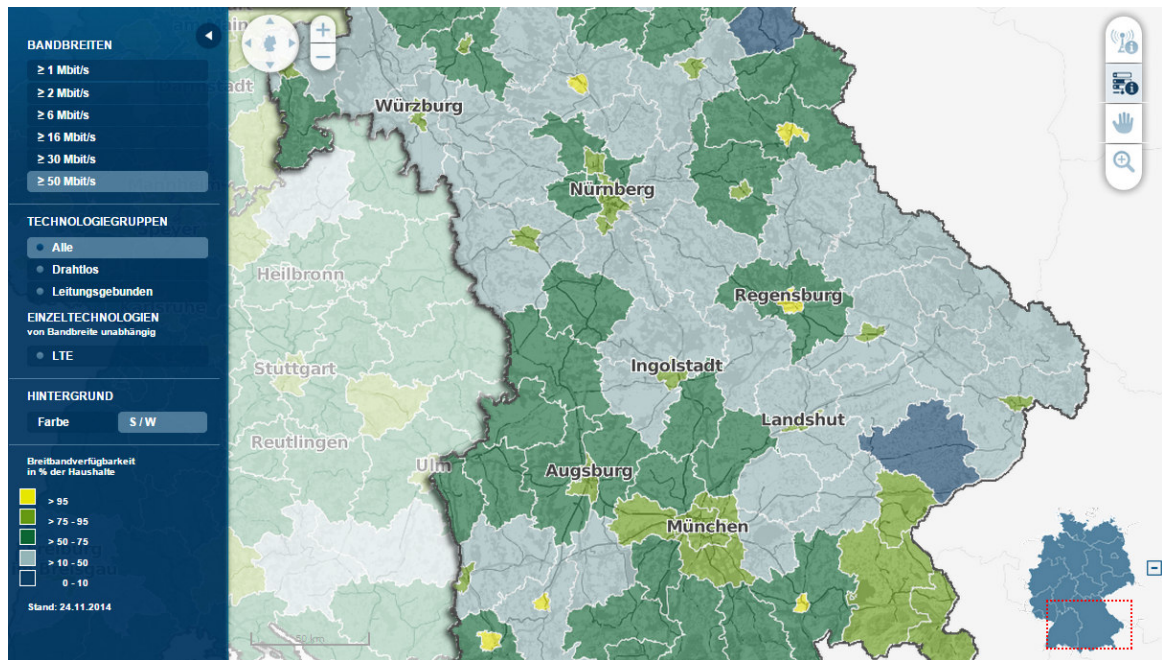 BANDBREITEN
≥ 1 Mbit/s
≥ 2 Mbit/s
≥ 6 Mbit/s
≥ 16 Mbit/s
≥ 30 Mbit/s
≥ 50 Mbit/s
TECHNOLOGIEGRUPPEN
Alle
Drahtlos
Leitungsgebunden
EINZELTECHNOLOGIEN
von Bandbreite unabhängig
LTE
HINTERGRUND
Farbe S / W
Breitbandverfügbarkeit
in % der Haushalte
> 95
> 75 - 95
> 50 - 75
> 10 - 50
0 - 10
Stand: 24.11.2014
Würzburg
Nürnberg
Heilbronn
Regensburg
Stuttgart
Ingolstadt
Landshut
Reutlingen
Ulm
Augsburg
München
50 km